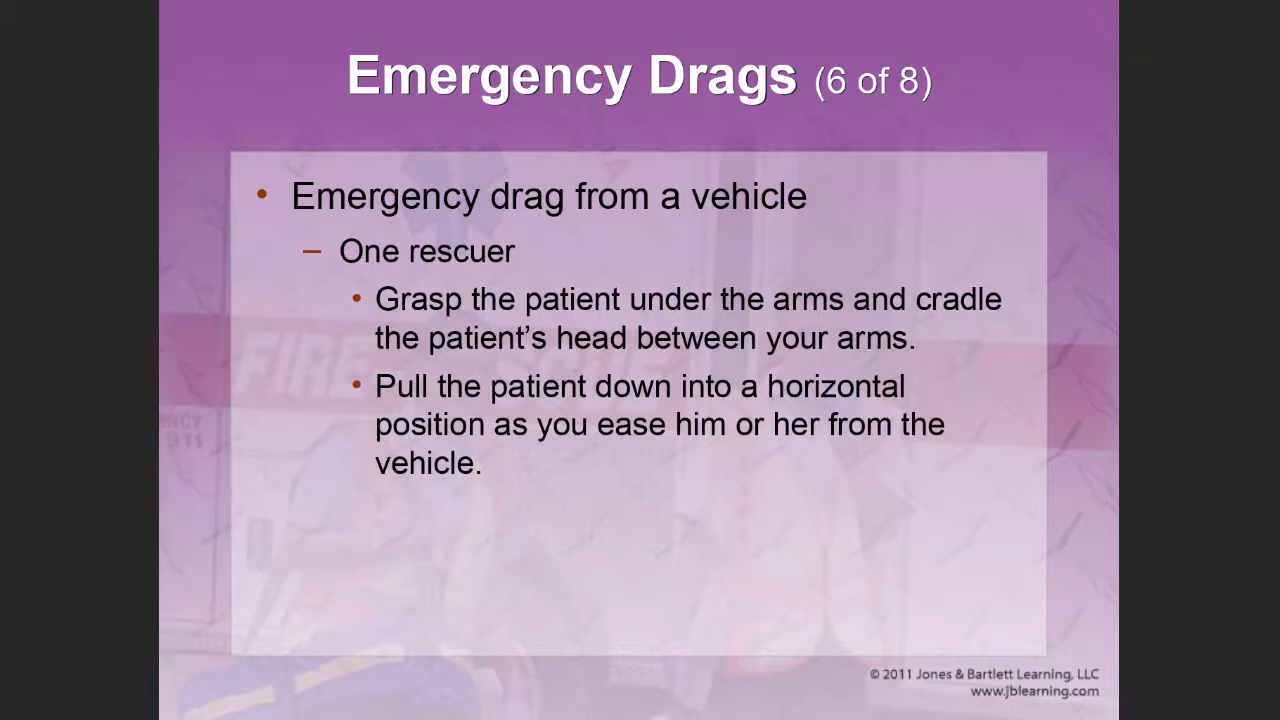 Emergency Drags (6 of 8)
• Emergency drag from a vehicle
– One rescuer
• Grasp the patient under the arms and cradle
the patient’s head between your arms.
• Pull the patient down into a horizontal
position as you ease him or her from the
vehicle.
FIRE
911
© 2011 Jones & Bartlett Learning, LLC
www.jblearning.com